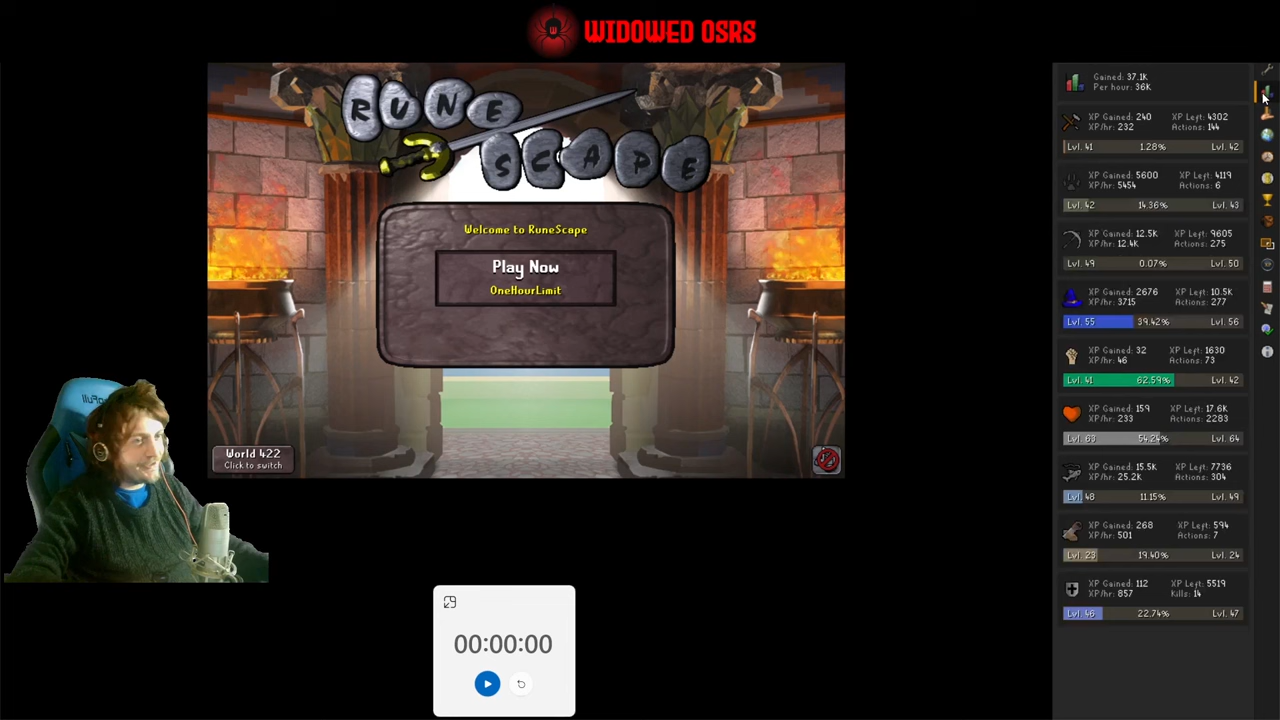 WIDOWED OSRS
RUNE
SCAPE
Welcome to RuneScape
Play Now
OneHourLimit
World 422
Click to switch
00:00:00
Gained: 37.1K
Per hour: 36K
XP Gained: 240 XP Left: 4302
XP/hr: 232 Actions: 144
Lvl. 41 1.28% Lvl. 42
XP Gained: 5600 XP Left: 4119
XP/hr: 5454 Actions: 6
Lvl. 42 14.36% Lvl. 43
XP Gained: 12.5K XP Left: 9605
XP/hr: 12.4K Actions: 275
Lvl. 49 0.07% Lvl. 50
XP Gained: 2676 XP Left: 10.5K
XP/hr: 3715 Actions: 277
Lvl. 55 39.42% Lvl. 56
XP Gained: 32 XP Left: 1630
XP/hr: 46 Actions: 73
Lvl. 41 62.59% Lvl. 42
XP Gained: 159 XP Left: 17.6K
XP/hr: 233 Actions: 2283
Lvl. 63 54.24% Lvl. 64
XP Gained: 15.5K XP Left: 7736
XP/hr: 25.2K Actions: 304
Lvl. 48 11.15% Lvl. 49
XP Gained: 268 XP Left: 594
XP/hr: 501 Actions: 7
Lvl. 23 19.40% Lvl. 24
XP Gained: 112 XP Left: 5519
XP/hr: 857 Kills: 14
Lvl. 46 22.74% Lvl. 47